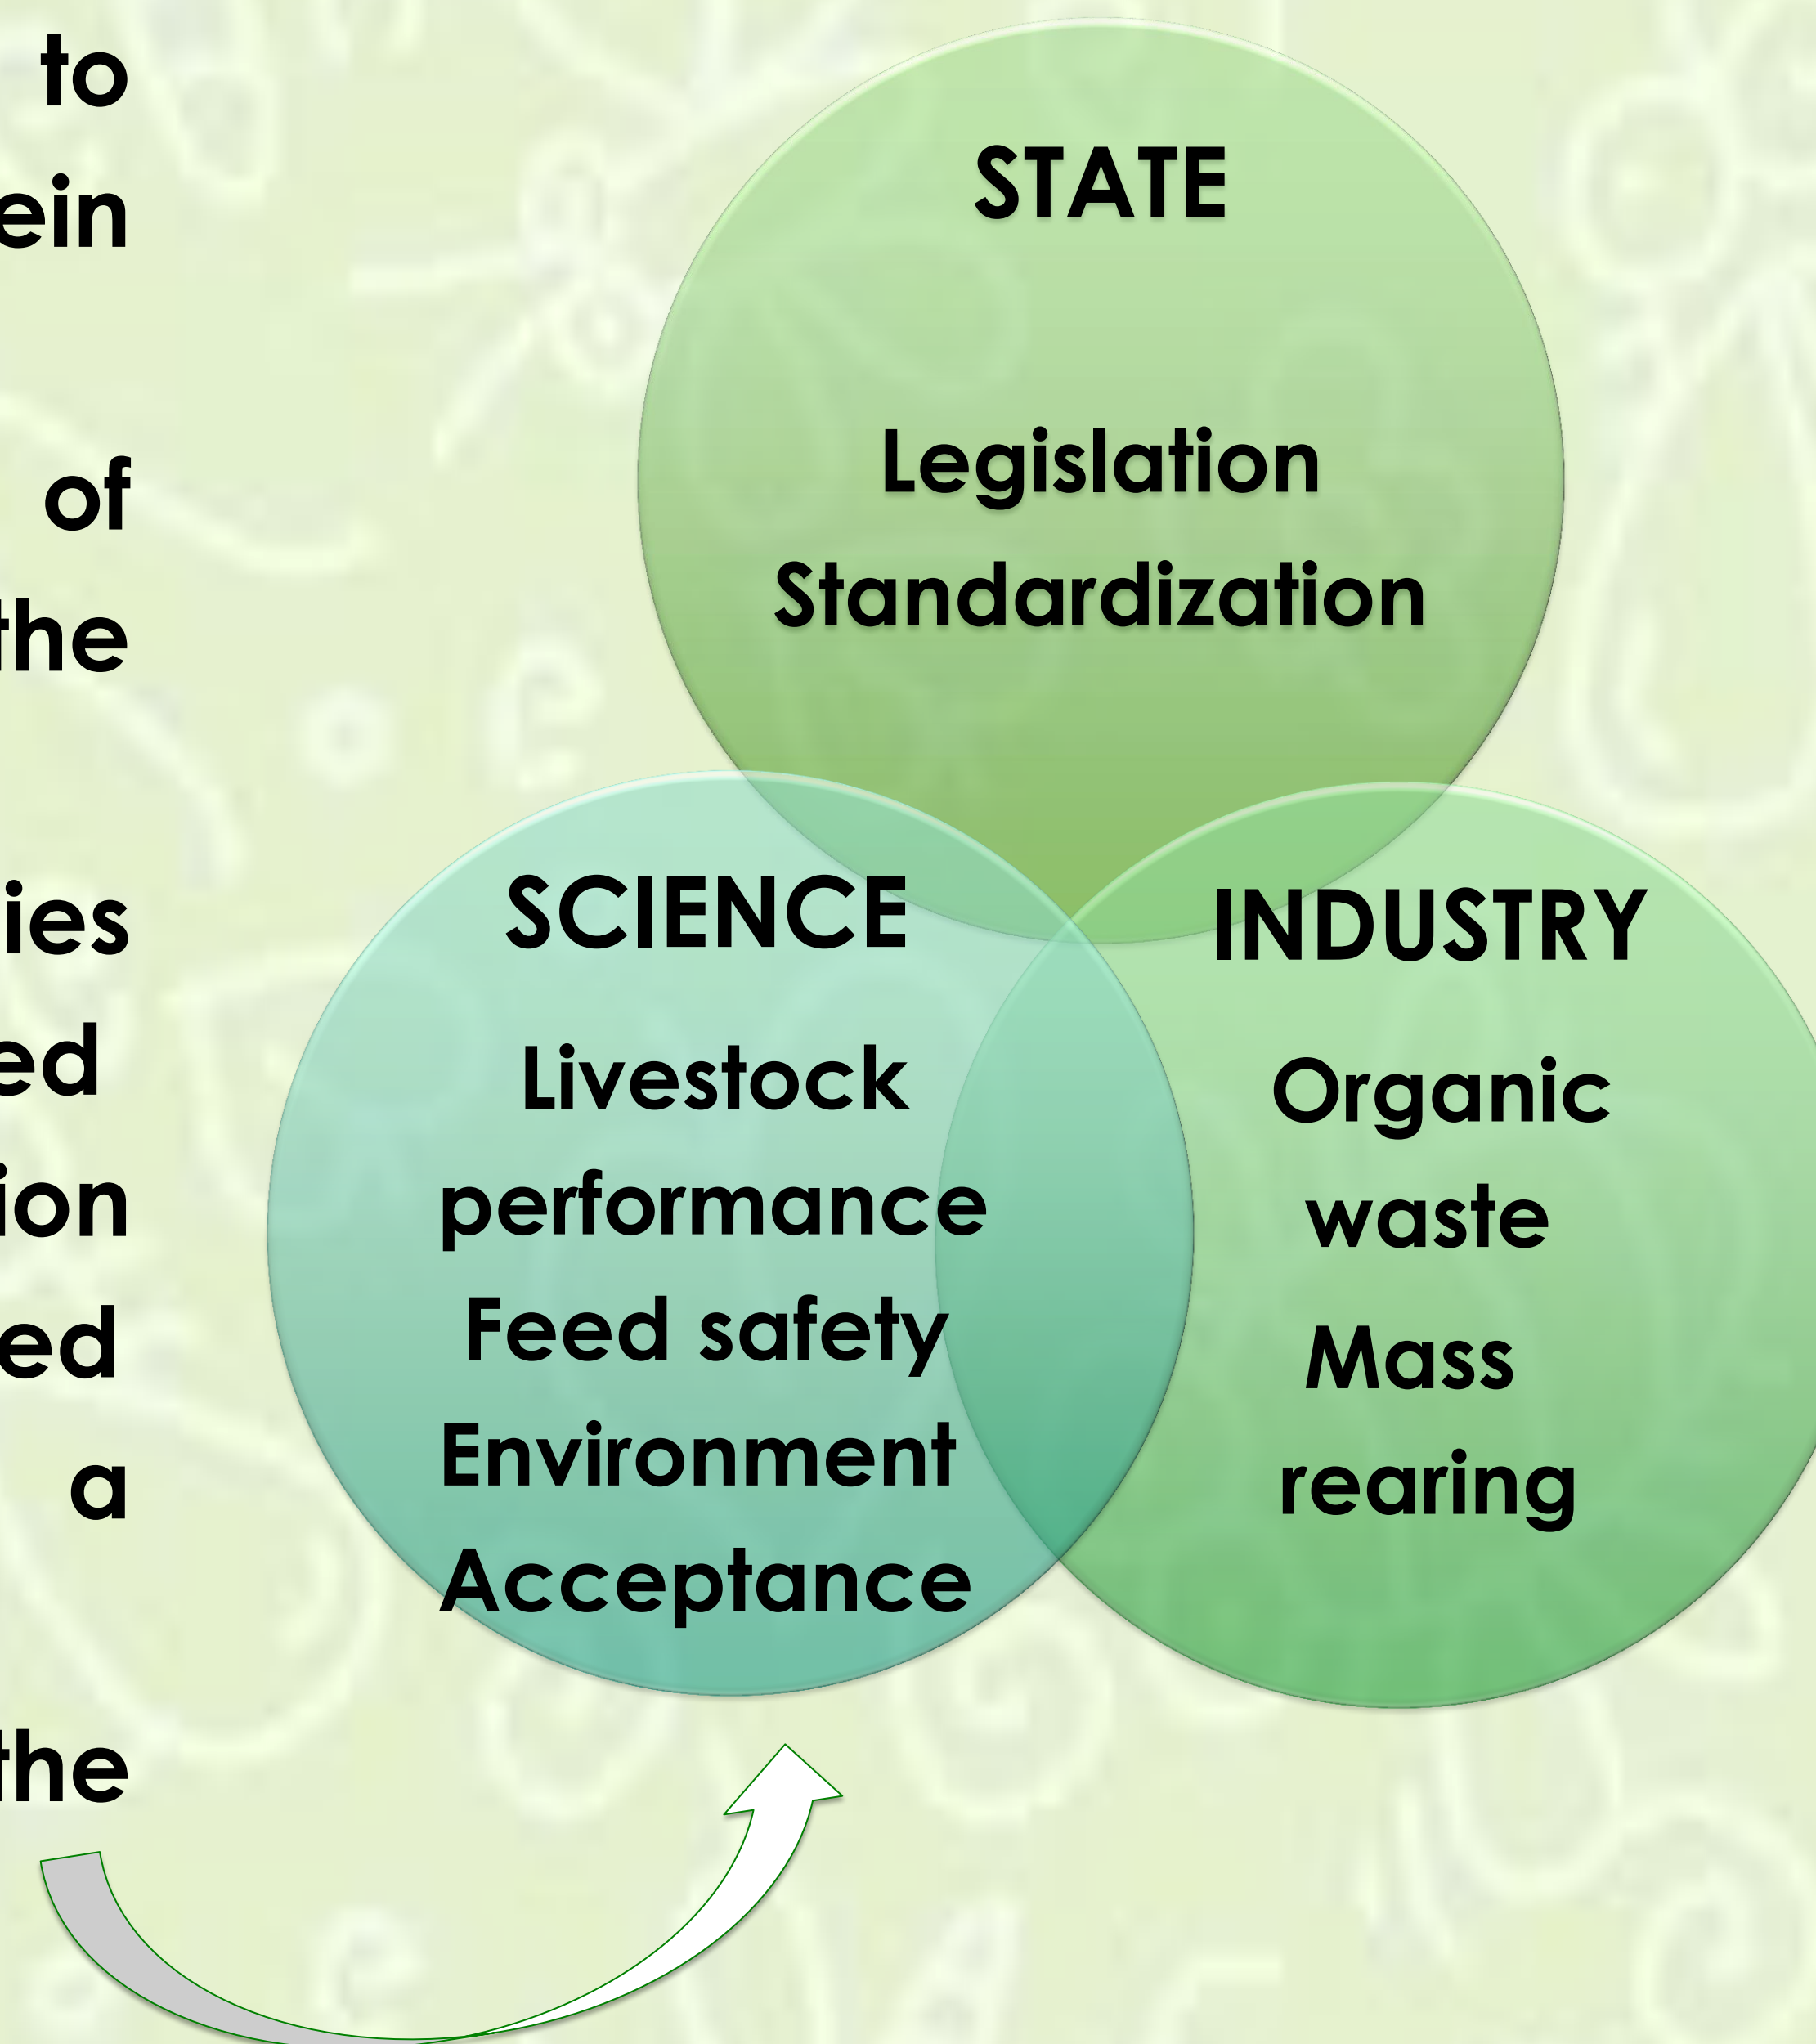 to
ein
of
the
ies
ed
ion
ed
a
the
STATE
Legislation
Standardization
SCIENCE
Livestock
performance
Feed safety
Environment
Acceptance
INDUSTRY
Organic
waste
Mass
rearing